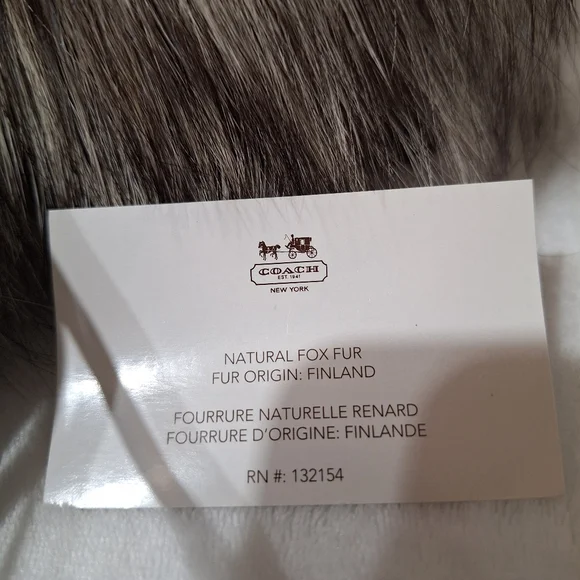 COACH
EST. 1941
NEW YORK
NATURAL FOX FUR
FUR ORIGIN: FINLAND
FOURRURE NATURELLE RENARD
FOURRURE D'ORIGINE: FINLANDE
RN #: 132154